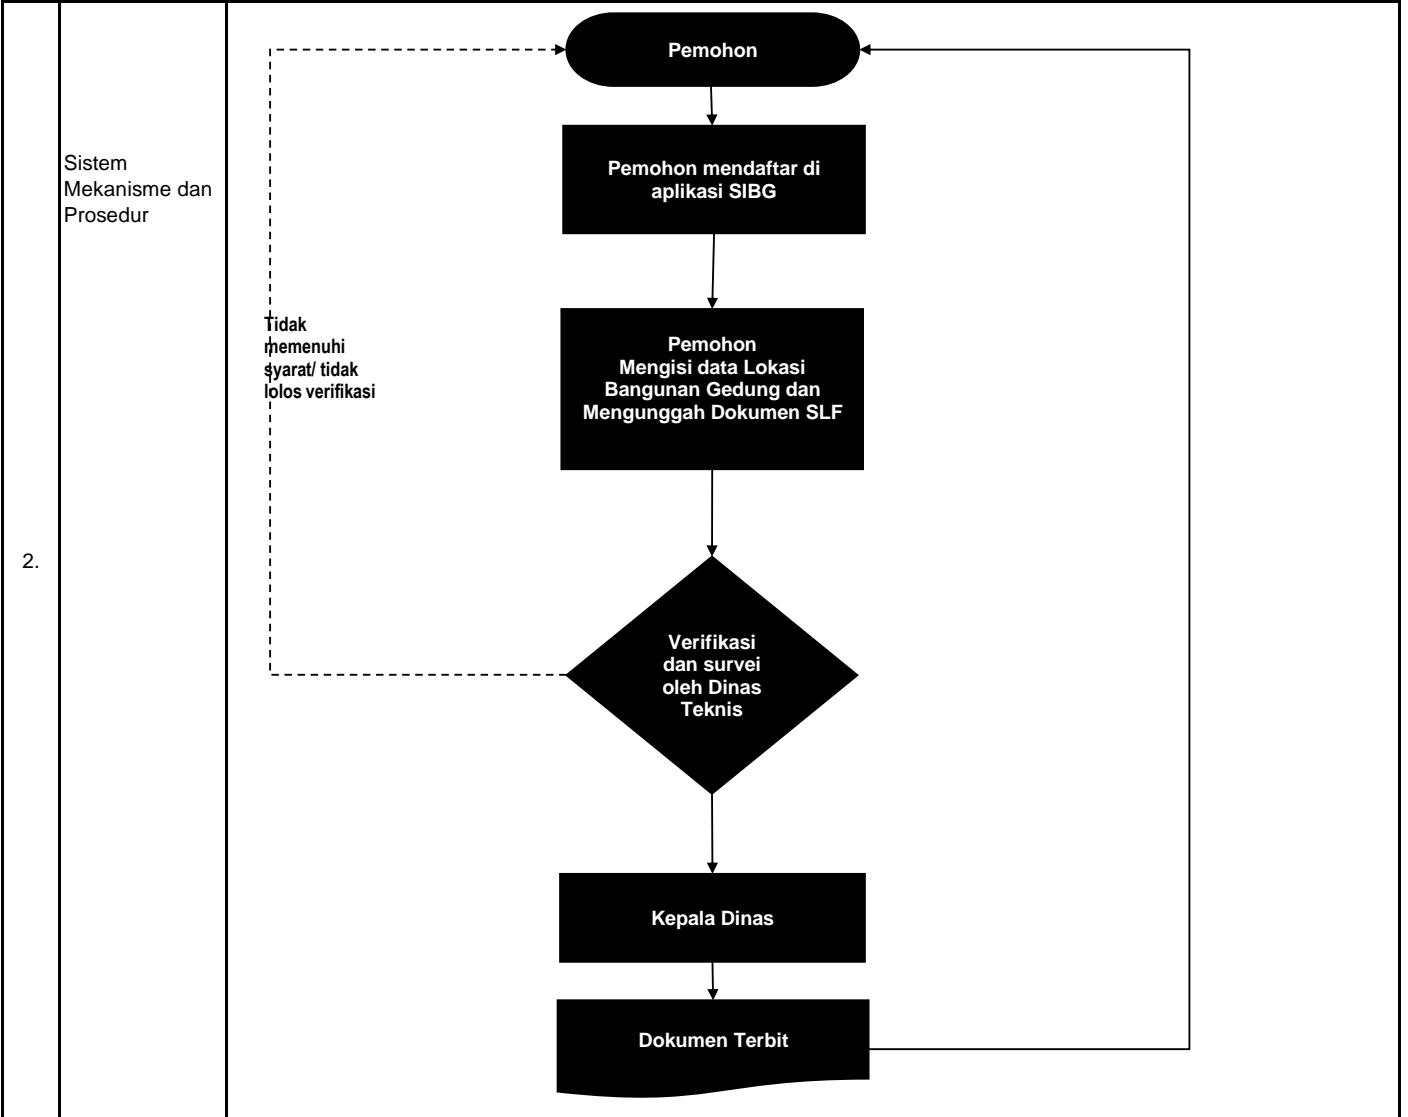 2.
Sistem
Mekanisme dan
Prosedur
Pemohon
Pemohon mendaftar di
aplikasi SIBG
Tidak
memenuhi
syarat/ tidak
lolos verifikasi
Pemohon
Mengisi data Lokasi
Bangunan Gedung dan
Mengunggah Dokumen SLF
Verifikasi
dan survei
oleh Dinas
Teknis
Kepala Dinas
Dokumen Terbit